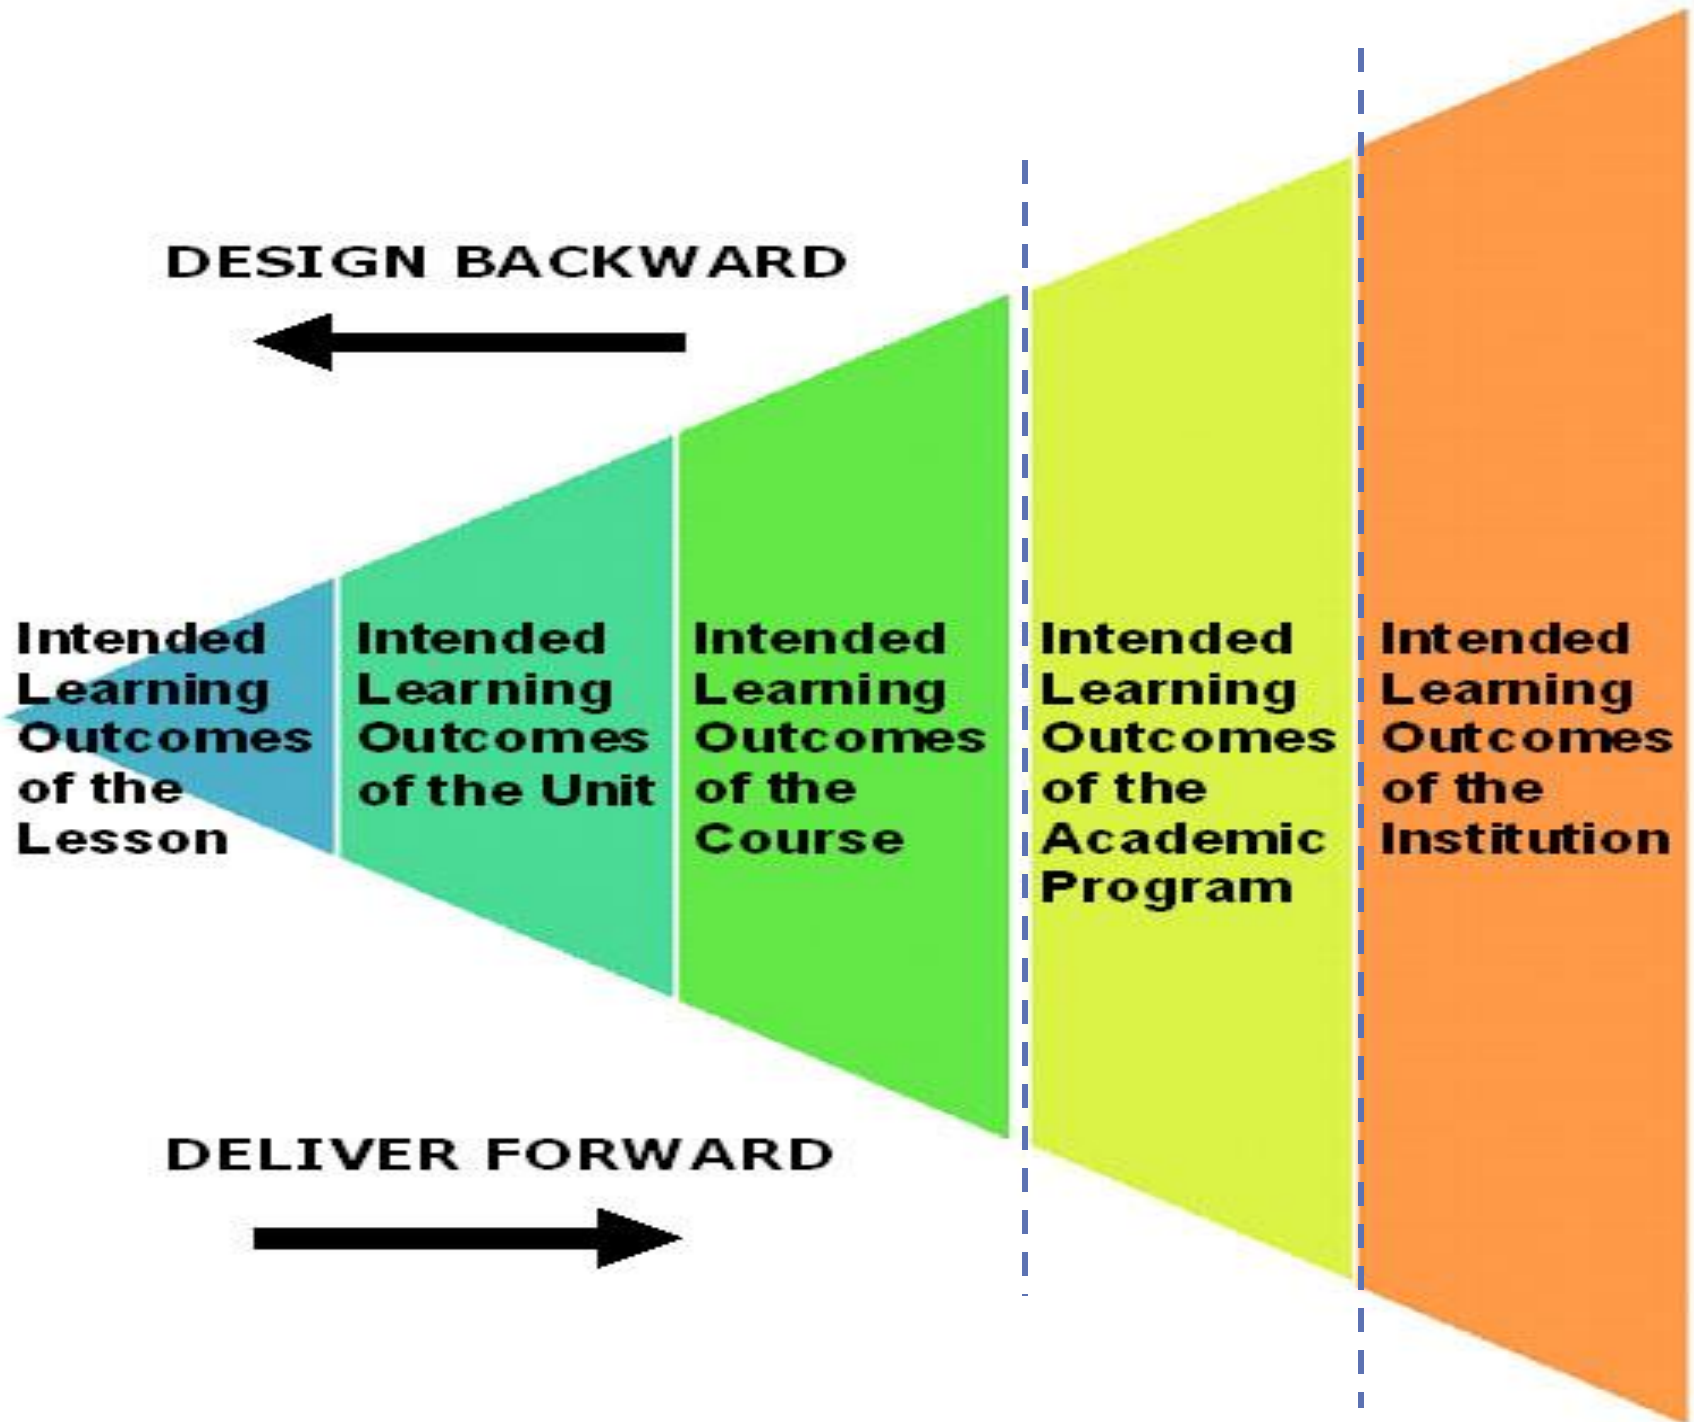 DESIGN BACKWARD
Intended
Learning
Outcomes
of the
Lesson
Intended
Learning
Outcomes
of the Unit
Intended
Learning
Outcomes
of the
Course
Intended
Learning
Outcomes
of the
Academic
Program
Intended
Learning
Outcomes
of the
Institution
DELIVER FORWARD